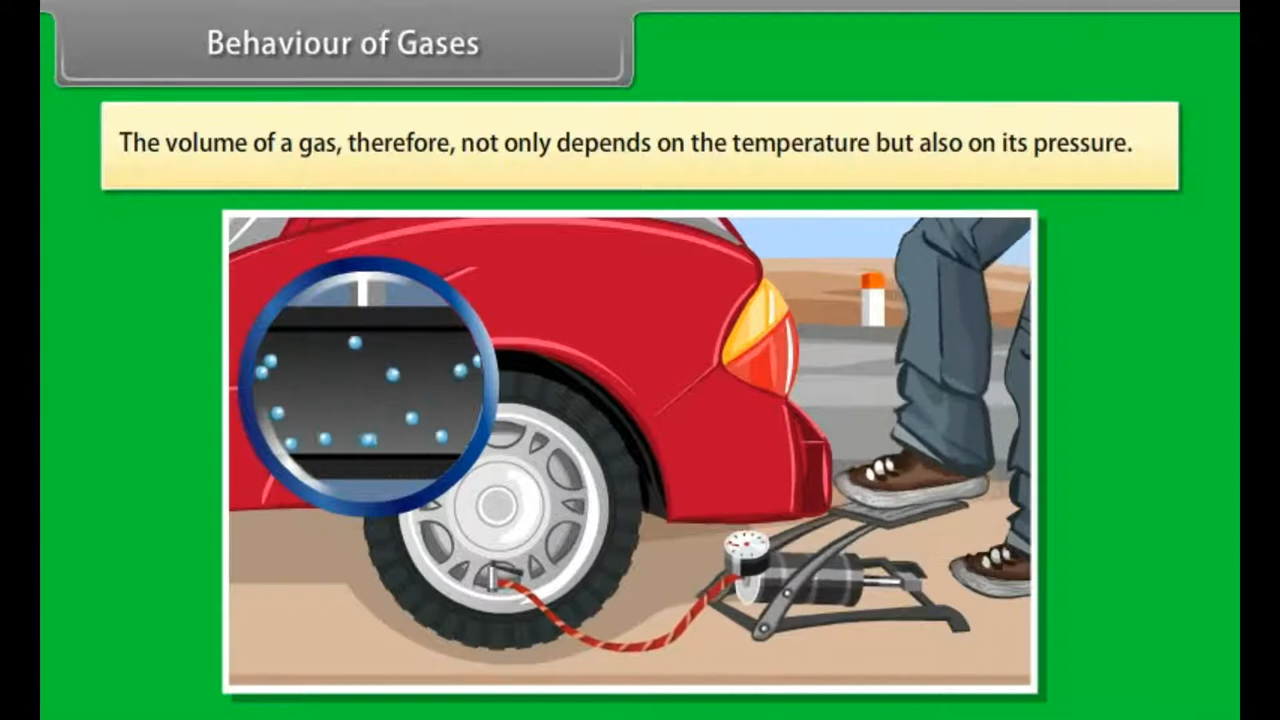 Behaviour of Gases
The volume of a gas, therefore, not only depends on the temperature but also on its pressure.